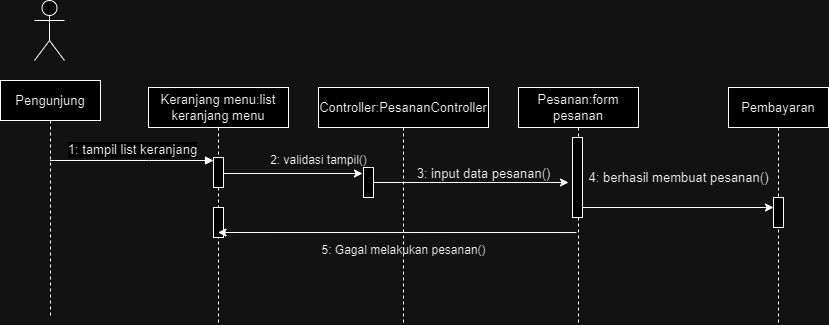 Pengunjung
Keranjang menu:list
keranjang menu
Controller:PesananController
Pesanan:form
pesanan
Pembayaran
1: tampil list keranjang
2: validasi tampil()
3: input data pesanan()
4: berhasil membuat pesanan()
5: Gagal melakukan pesanan()